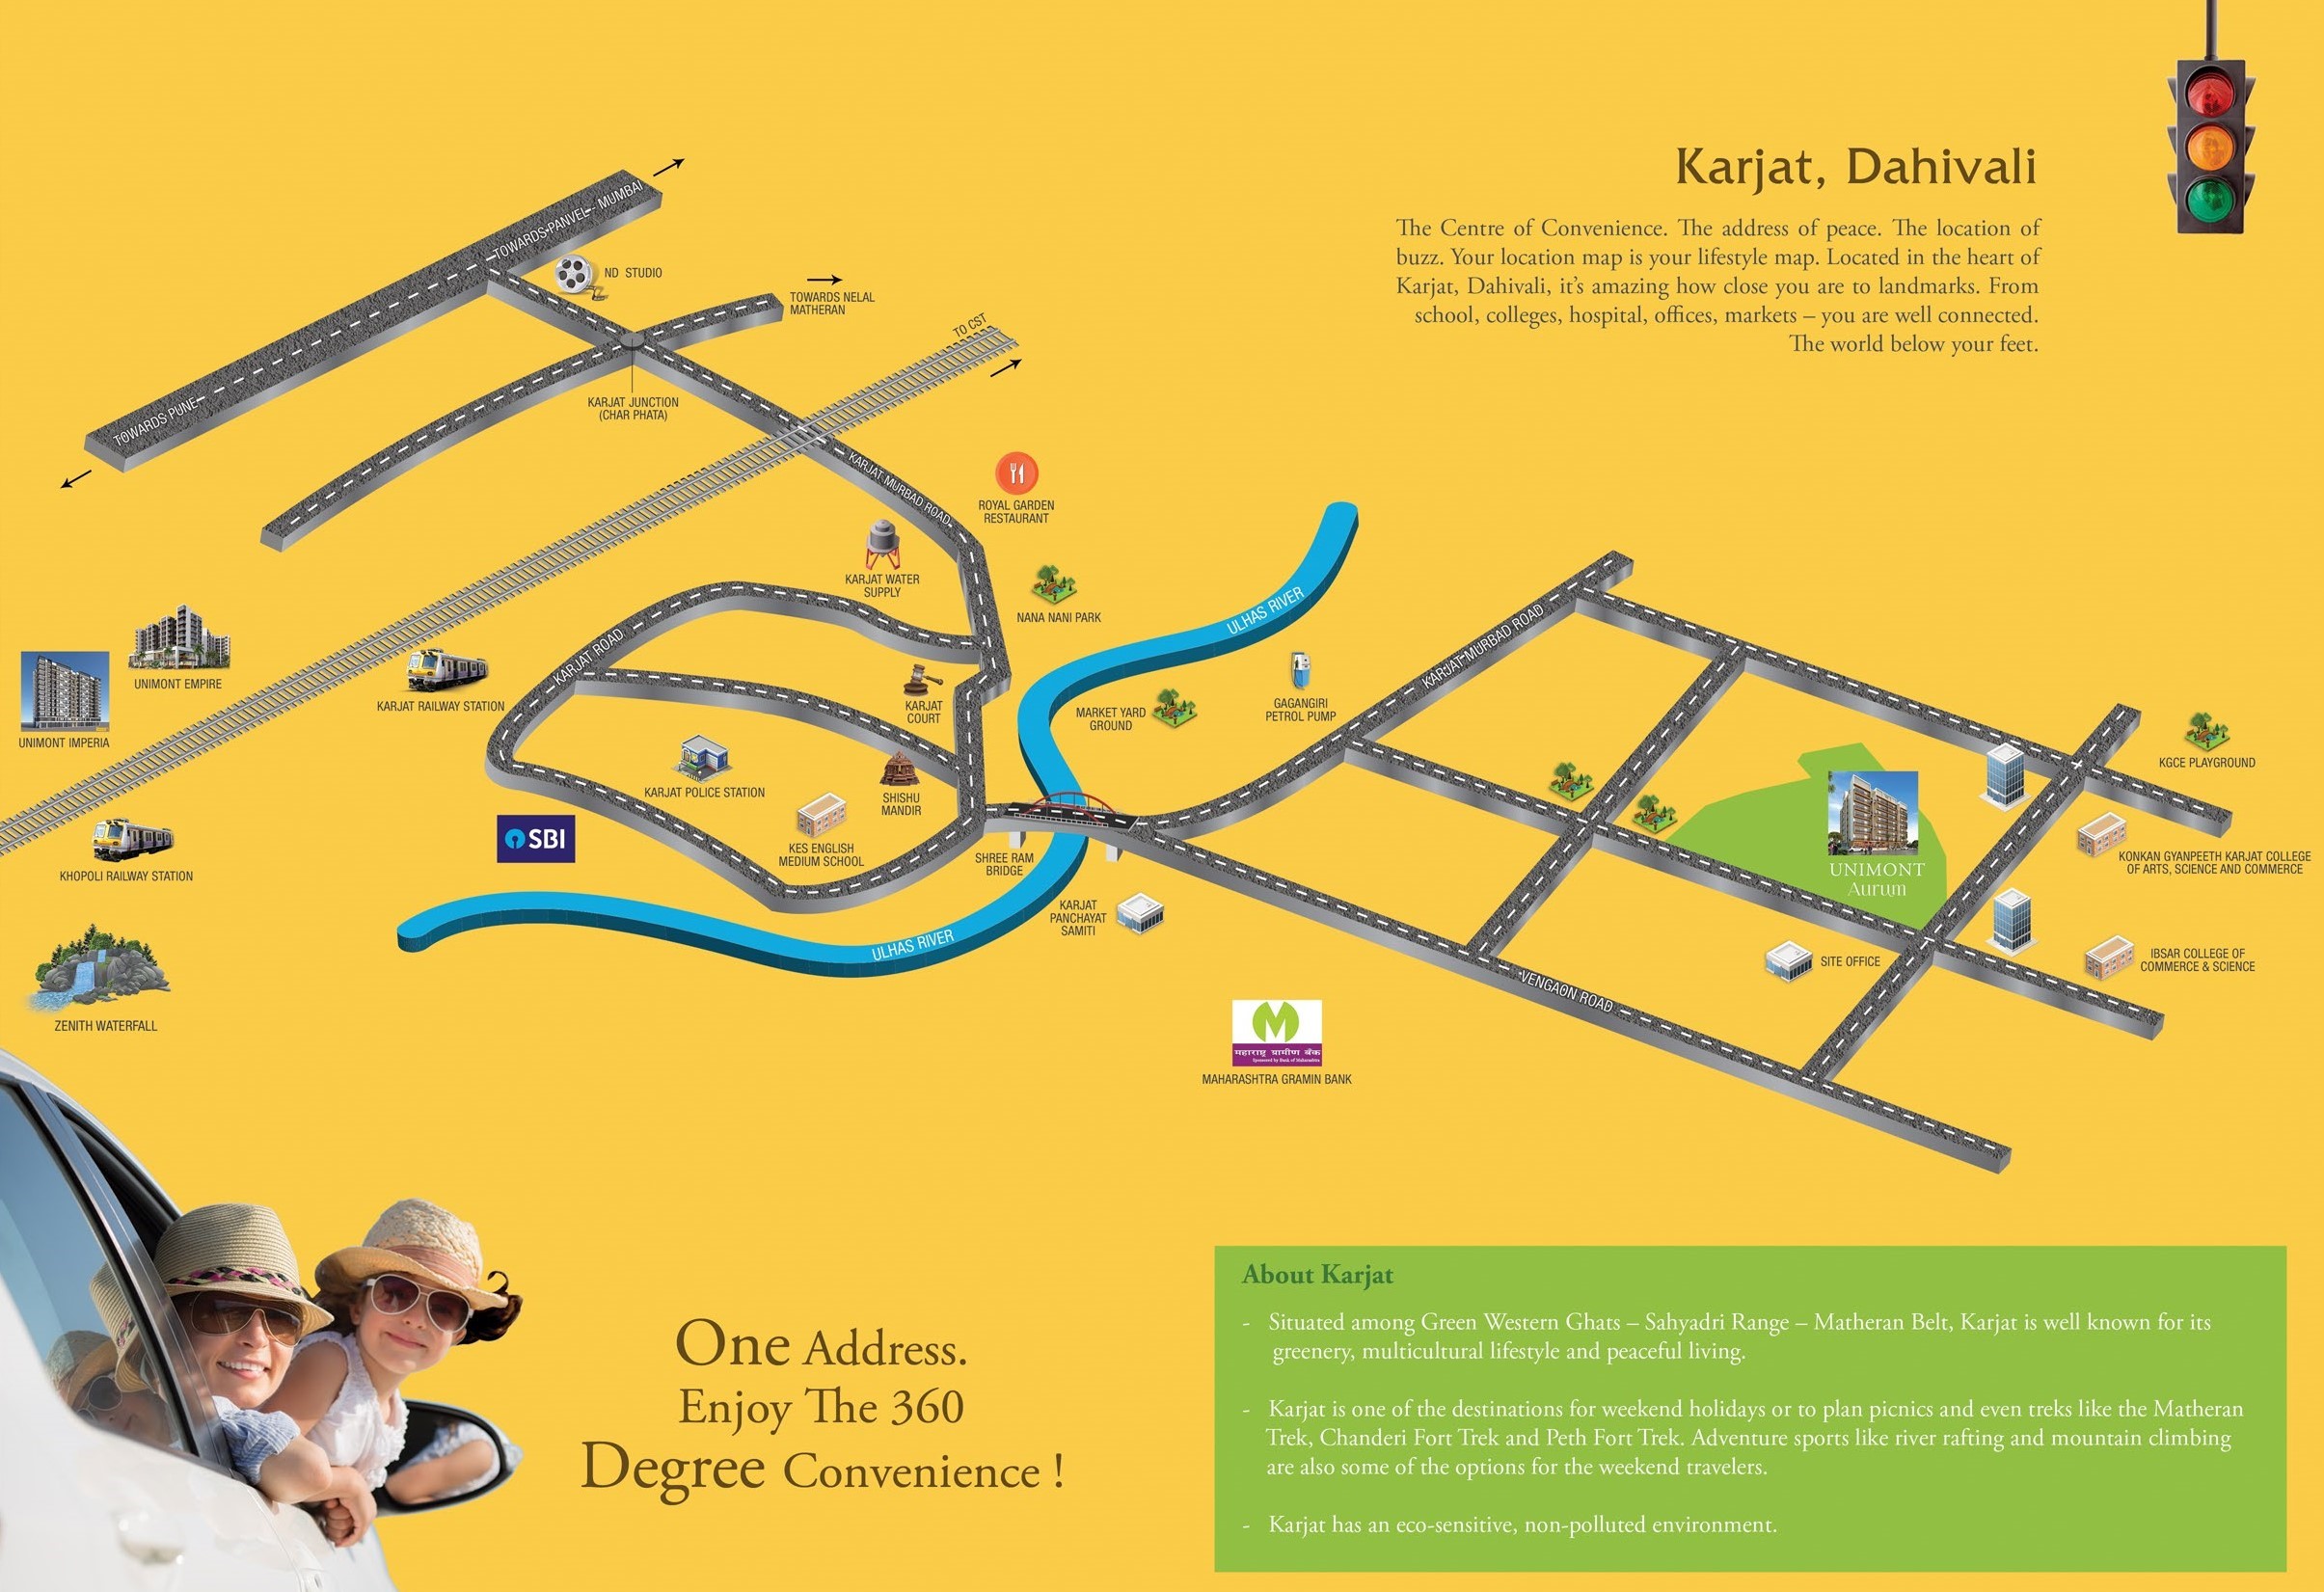 Karjat, Dahivali
The Centre of Convenience. The address of peace. The location of
buzz. Your location map is your lifestyle map. Located in the heart of
Karjat, Dahivali, it's amazing how close you are to landmarks. From
school, colleges, hospital, offices, markets – you are well connected.
The world below your feet.
TOWARDS PANVEL - MUMBAI
TOWARDS PUNE
ND STUDIO
TOWARDS NELAL
MATHERAN
TO CST
KARJAT JUNCTION
(CHAR PHATA)
KARJAT MURBAD ROAD
ROYAL GARDEN
RESTAURANT
KARJAT WATER
SUPPLY
NANA NANI PARK
ULHAS RIVER
KARJAT-MURBAD ROAD
KARJAT ROAD
UNIMONT EMPIRE
UNIMONT IMPERIA
KARJAT RAILWAY STATION
KARJAT
COURT
MARKET YARD
GROUND
GAGANGIRI
PETROL PUMP
KGCE PLAYGROUND
KARJAT POLICE STATION
SHISHU
MANDIR
SBI
KES ENGLISH
MEDIUM SCHOOL
SHREE RAM
BRIDGE
KHOPOLI RAILWAY STATION
UNIMONT
Aurum
KONKAN GYANPEETH KARJAT COLLEGE
OF ARTS, SCIENCE AND COMMERCE
KARJAT
PANCHAYAT
SAMITI
ULHAS RIVER
SITE OFFICE
IBSAR COLLEGE OF
COMMERCE & SCIENCE
VENGAON ROAD
ZENITH WATERFALL
महाराष्ट्र ग्रामीण बँक
Sponsored by Bank of Maharashtra
MAHARASHTRA GRAMIN BANK
One Address.
Enjoy The 360
Degree Convenience !
About Karjat
- Situated among Green Western Ghats – Sahyadri Range – Matheran Belt, Karjat is well known for its
greenery, multicultural lifestyle and peaceful living.
- Karjat is one of the destinations for weekend holidays or to plan picnics and even treks like the Matheran
Trek, Chanderi Fort Trek and Peth Fort Trek. Adventure sports like river rafting and mountain climbing
are also some of the options for the weekend travelers.
- Karjat has an eco-sensitive, non-polluted environment.